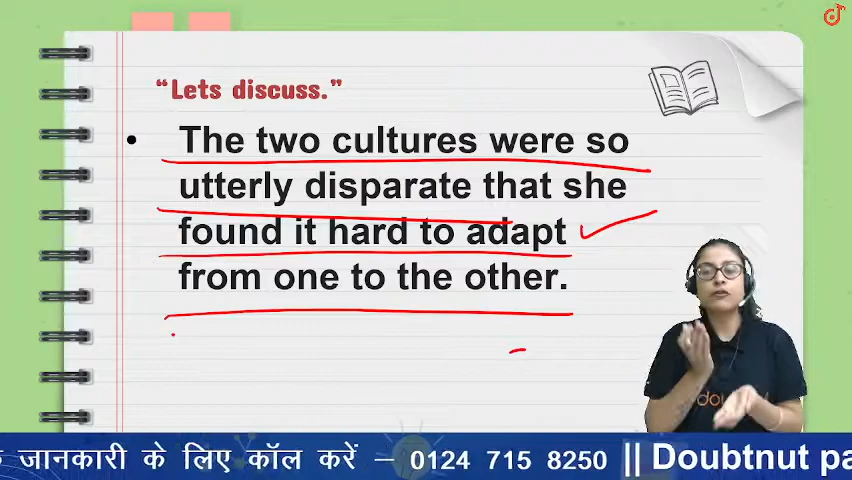 “Lets discuss.”
• The two cultures were so
utterly disparate that she
found it hard to adapt
from one to the other.
जानकारी के लिए कॉल करें – 0124 715 8250 || Doubtnut